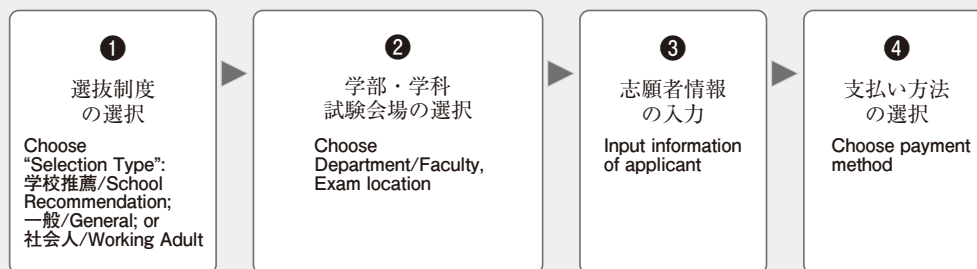 ❶
選抜制度
の選択
Choose
“Selection Type”:
学校推薦/School
Recommendation;
一般/General; or
社会人/Working Adult
❷
学部・学科
試験会場の選択
Choose
Department/Faculty,
Exam location
❸
志願者情報
の入力
Input information
of applicant
❹
支払い方法
の選択
Choose payment
method